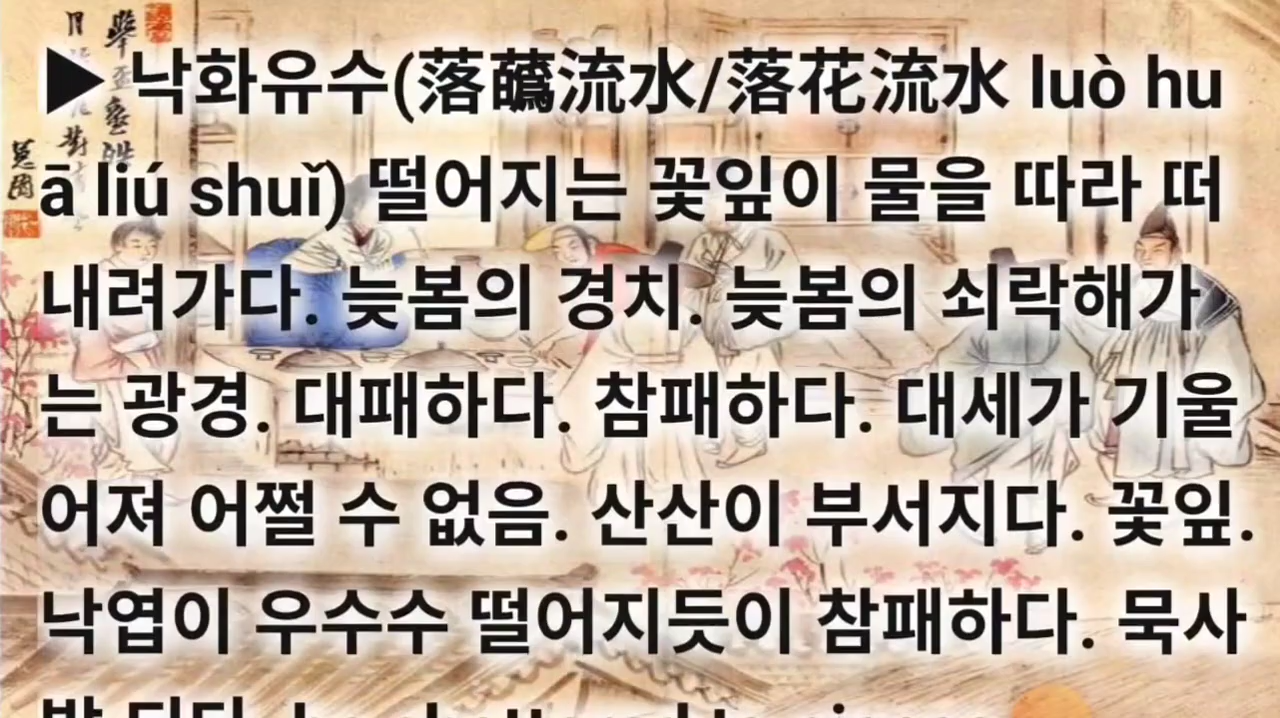 ▶낙화유수(落蘤流水/落花流水 luò hu
ā liú shuǐ) 떨어지는 꽃잎이 물을 따라 떠
내려가다. 늦봄의 경치. 늦봄의 쇠락해가
는 광경. 대패하다. 참패하다. 대세가 기울
어져 어쩔 수 없음. 산산이 부서지다. 꽃잎.
낙엽이 우수수 떨어지듯이 참패하다. 묵사